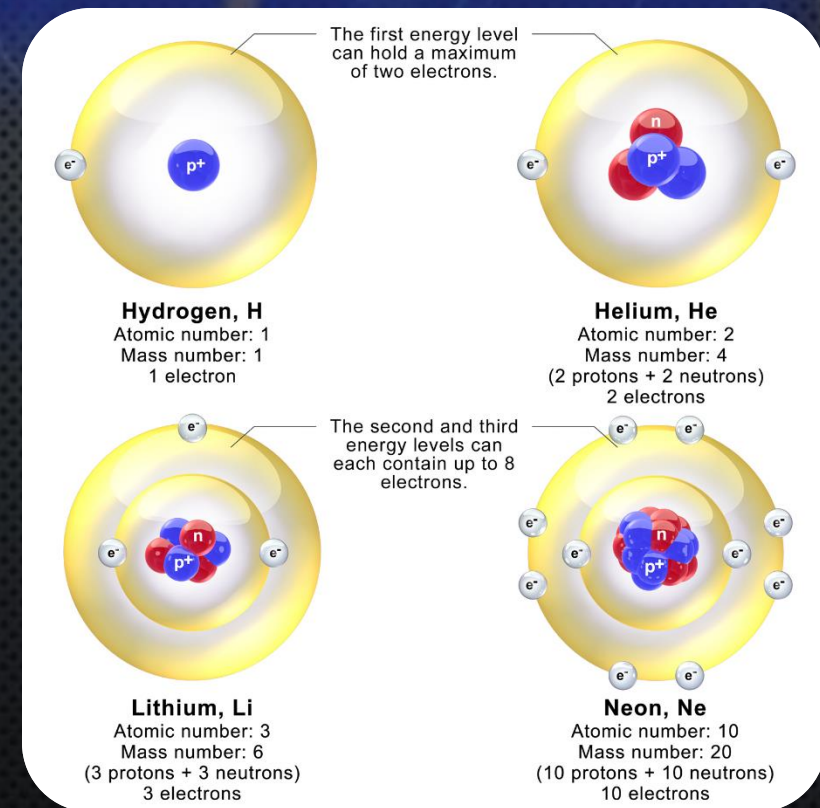 The first energy level
can hold a maximum
of two electrons.
e-
p+
e-
n
p+
e-
Hydrogen, H
Atomic number: 1
Mass number: 1
1 electron
Helium, He
Atomic number: 2
Mass number: 4
(2 protons + 2 neutrons)
2 electrons
The second and third
energy levels can
each contain up to 8
electrons.
e-
e-
n
p+
e-
e-
e-
e-
e-
e-
n
p+
e-
e-
e-
e-
e-
Lithium, Li
Atomic number: 3
Mass number: 6
(3 protons + 3 neutrons)
3 electrons
Neon, Ne
Atomic number: 10
Mass number: 20
(10 protons + 10 neutrons)
10 electrons